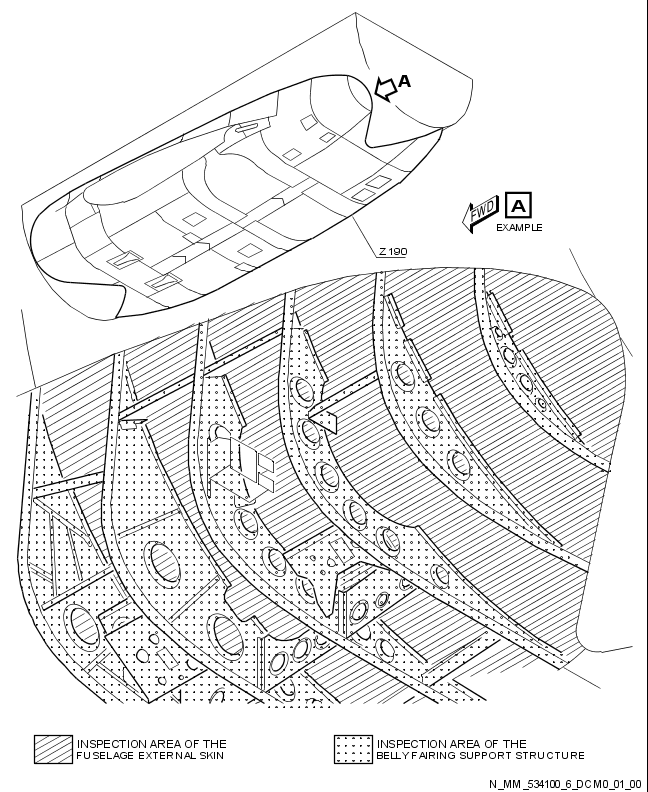 A
FWD
A
EXAMPLE
Z 190
INSPECTION AREA OF THE
FUSELAGE EXTERNAL SKIN
INSPECTION AREA OF THE
BELLY FAIRING SUPPORT STRUCTURE
N_MM_534100_6_DCM0_01_00